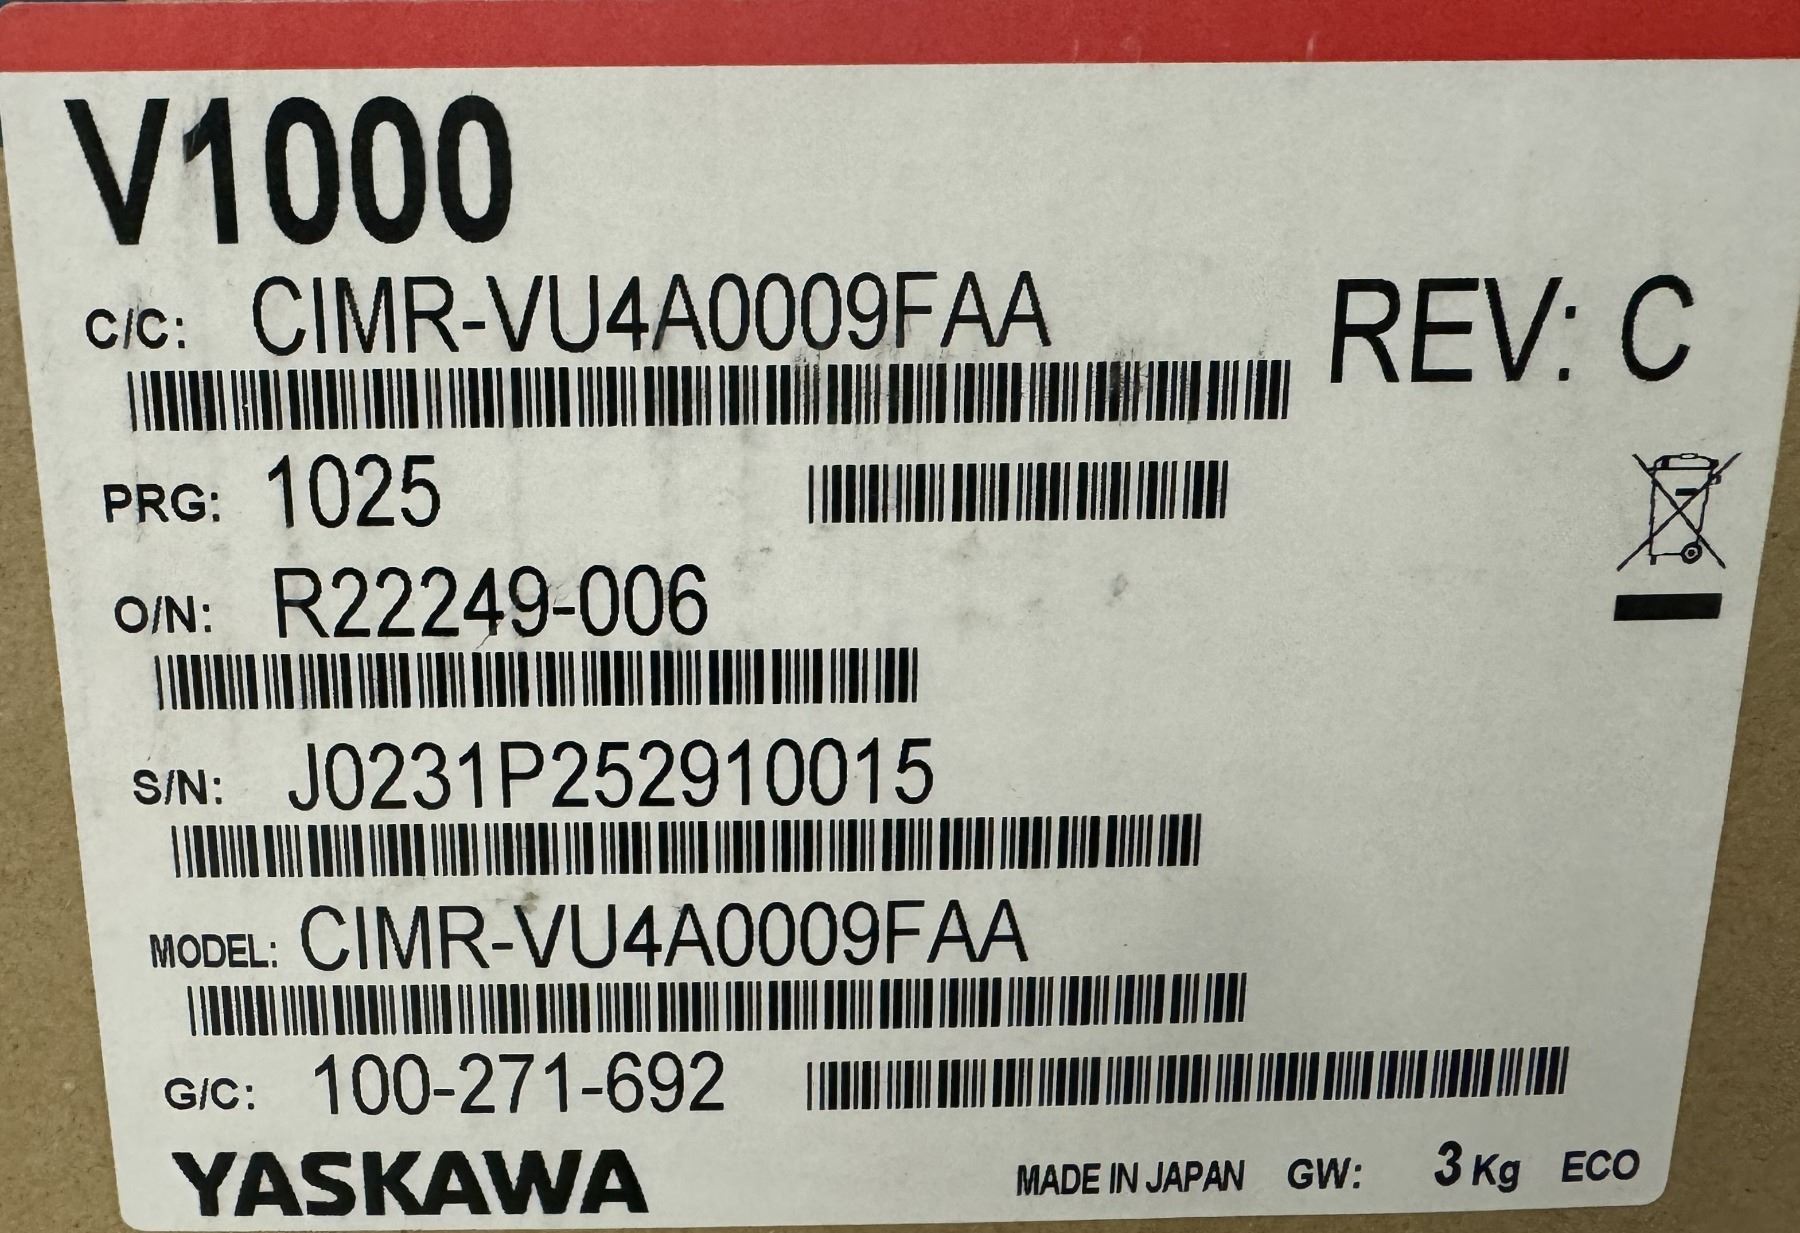 V1000
C/C: CIMR-VU4A0009FAA REV: C
PRG: 1025
O/N: R22249-006
S/N: J0231P252910015
MODEL: CIMR-VU4A0009FAA
G/C: 100-271-692
YASKAWA MADE IN JAPAN GW: 3 Kg ECO